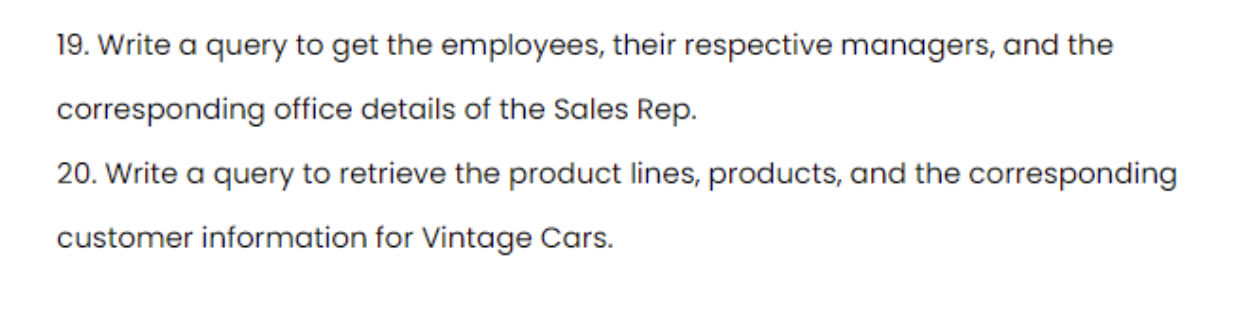 19. Write a query to get the employees, their respective managers, and the
corresponding office details of the Sales Rep.
20. Write a query to retrieve the product lines, products, and the corresponding
customer information for Vintage Cars.